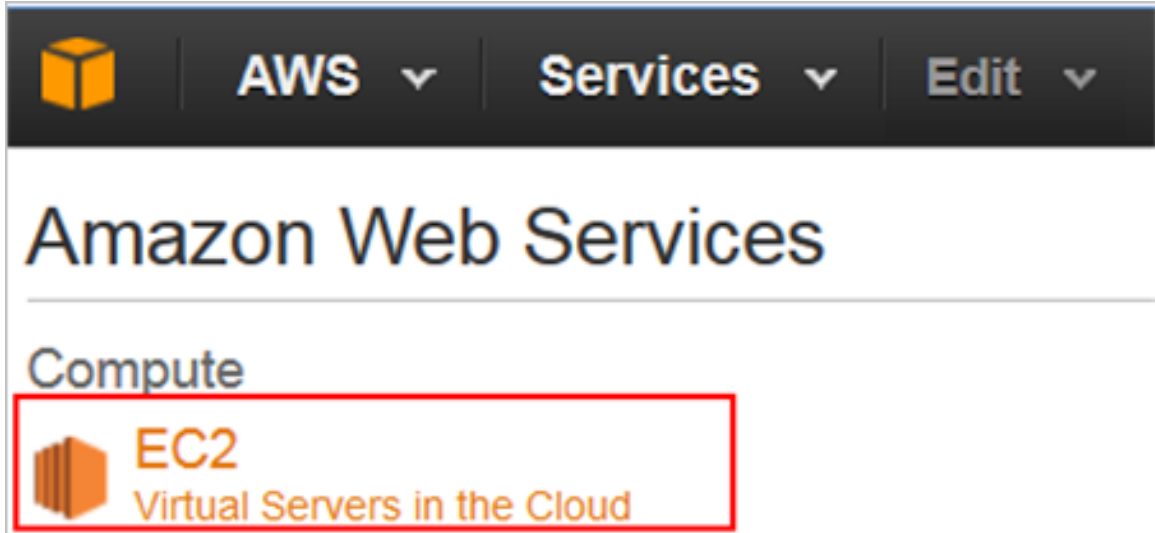 AWS Services Edit
Amazon Web Services
Compute
EC2
Virtual Servers in the Cloud